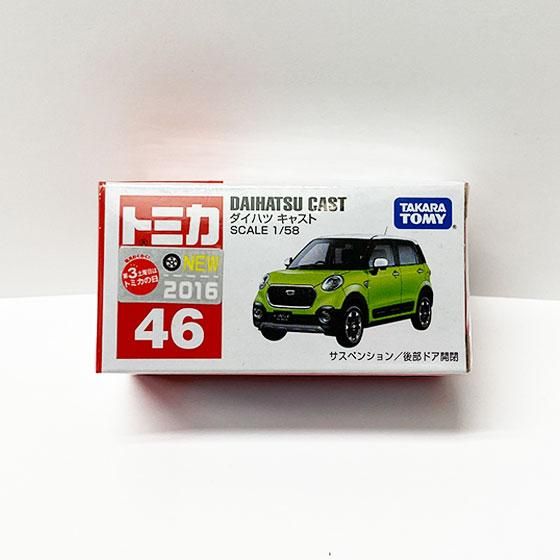 トミカ
DAIHATSU CAST
ダイハツ キャスト
SCALE 1/58
TAKARA
TOMY
第3土曜日は
トミカの日
NEW
2016
46
サスペンション／後部ドア開閉